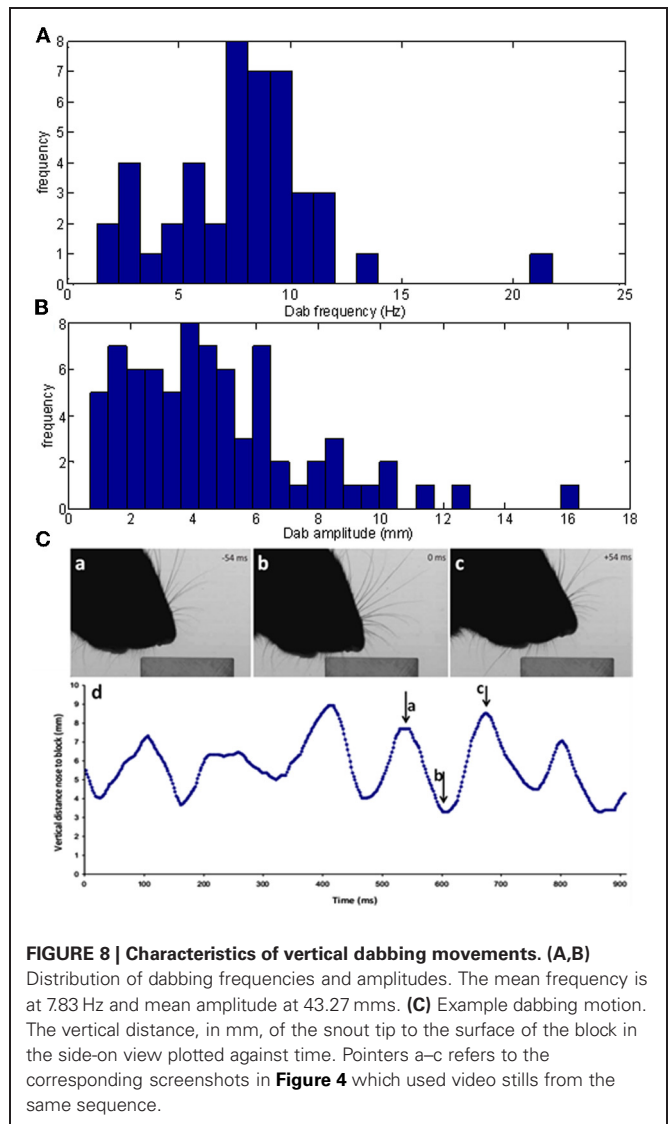 A
8
7
6
5
4
3
2
1
0
frequency
0 5 10 15 20 25
Dab frequency (Hz)
B
8
6
4
2
0
frequency
0 2 4 6 8 10 12 14 16 18
Dab amplitude (mm)
C
a -54 ms b 0 ms c +54 ms
d
10
9
8
7
6
5
4
3
2
1
0
Vertical distance nose to block (mm)
a
b
c
0 100 200 300 400 500 600 700 800 900
Time (ms)
FIGURE 8 | Characteristics of vertical dabbing movements. (A,B)
Distribution of dabbing frequencies and amplitudes. The mean frequency is
at 7.83 Hz and mean amplitude at 43.27 mms. (C) Example dabbing motion.
The vertical distance, in mm, of the snout tip to the surface of the block in
the side-on view plotted against time. Pointers a–c refers to the
corresponding screenshots in Figure 4 which used video stills from the
same sequence.